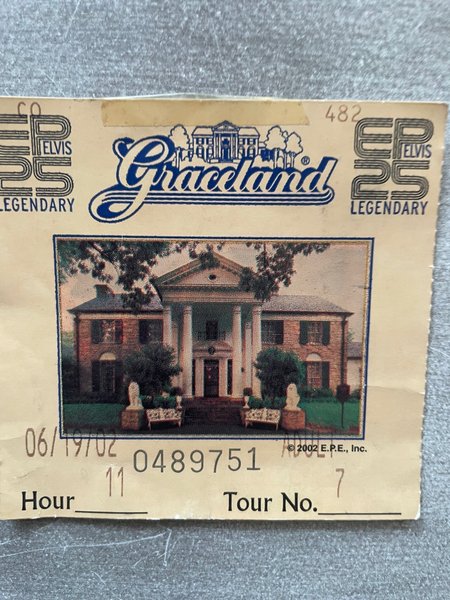 CO 482
EP ELVIS 25 LEGENDARY
Graceland®
EP ELVIS 25 LEGENDARY
06/19/02 ADULT
© 2002 E.P.E., Inc.
0489751
11 7
Hour Tour No.